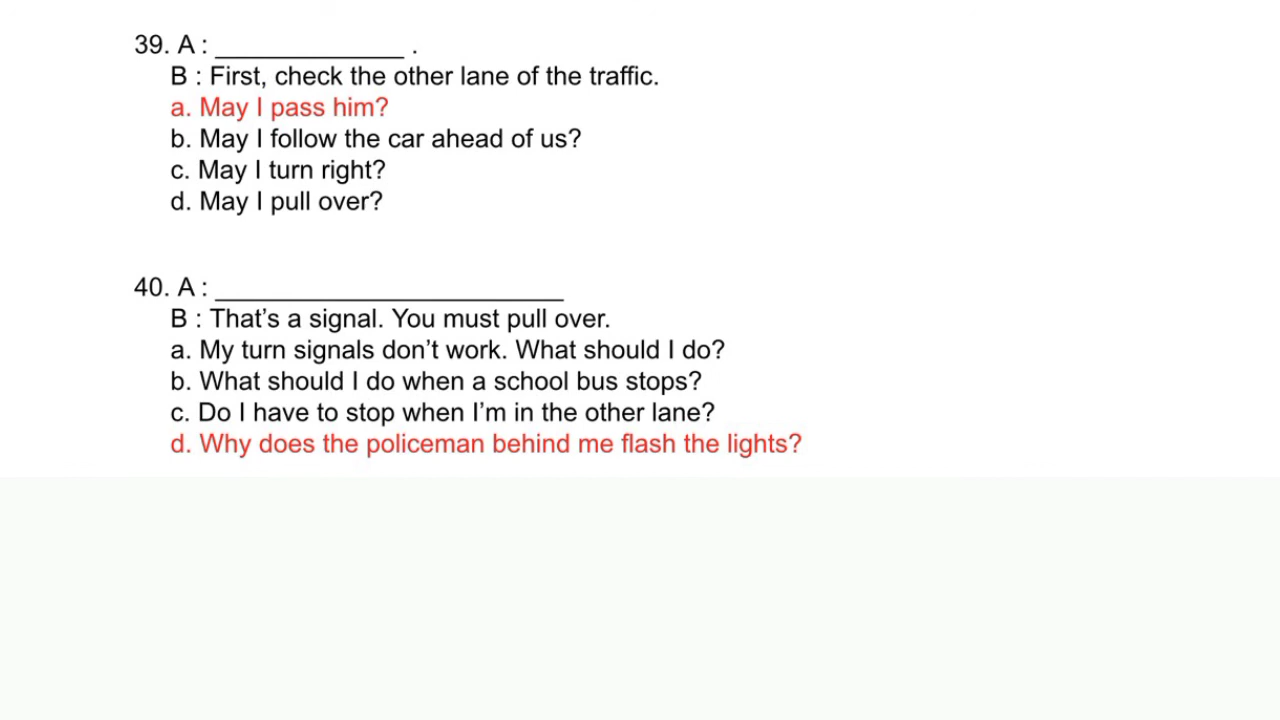 39. A : ______________ .
B : First, check the other lane of the traffic.
a. May I pass him?
b. May I follow the car ahead of us?
c. May I turn right?
d. May I pull over?
40. A : __________________________
B : That’s a signal. You must pull over.
a. My turn signals don’t work. What should I do?
b. What should I do when a school bus stops?
c. Do I have to stop when I’m in the other lane?
d. Why does the policeman behind me flash the lights?